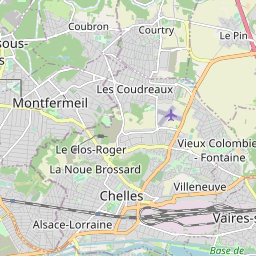 Coubron
Courtry
Le Pin
sous-
s
Les Coudreaux
Montfermeil
Le Clos-Roger
Vieux Colombie
- Fontaine
La Noue Brossard
Villeneuve
Chelles
Alsace-Lorraine
Vaires-s
Base de